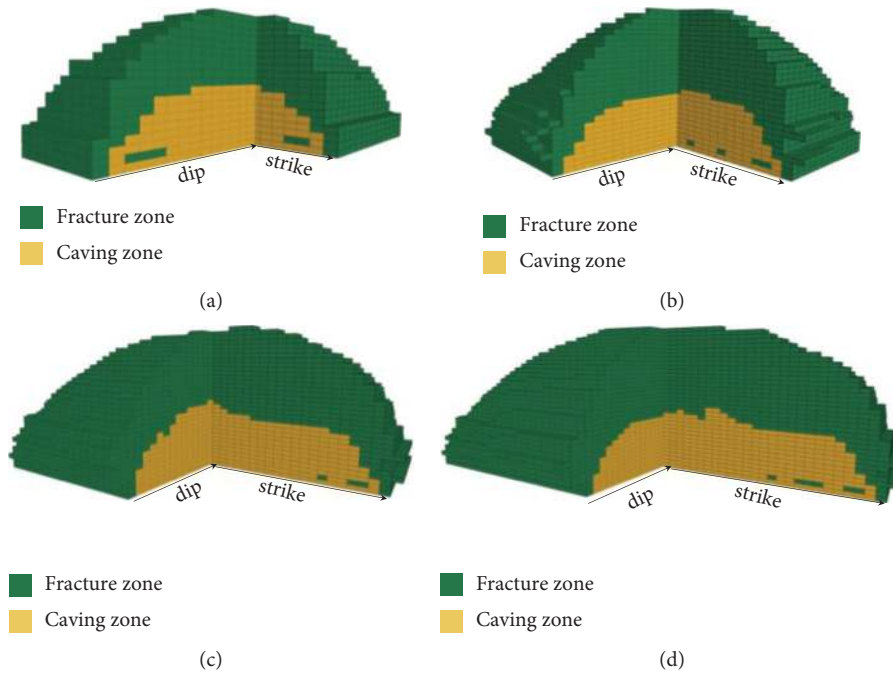 dip
strike
Fracture zone
Caving zone
(a)
dip
strike
Fracture zone
Caving zone
(b)
dip
strike
Fracture zone
Caving zone
(c)
dip
strike
Fracture zone
Caving zone
(d)